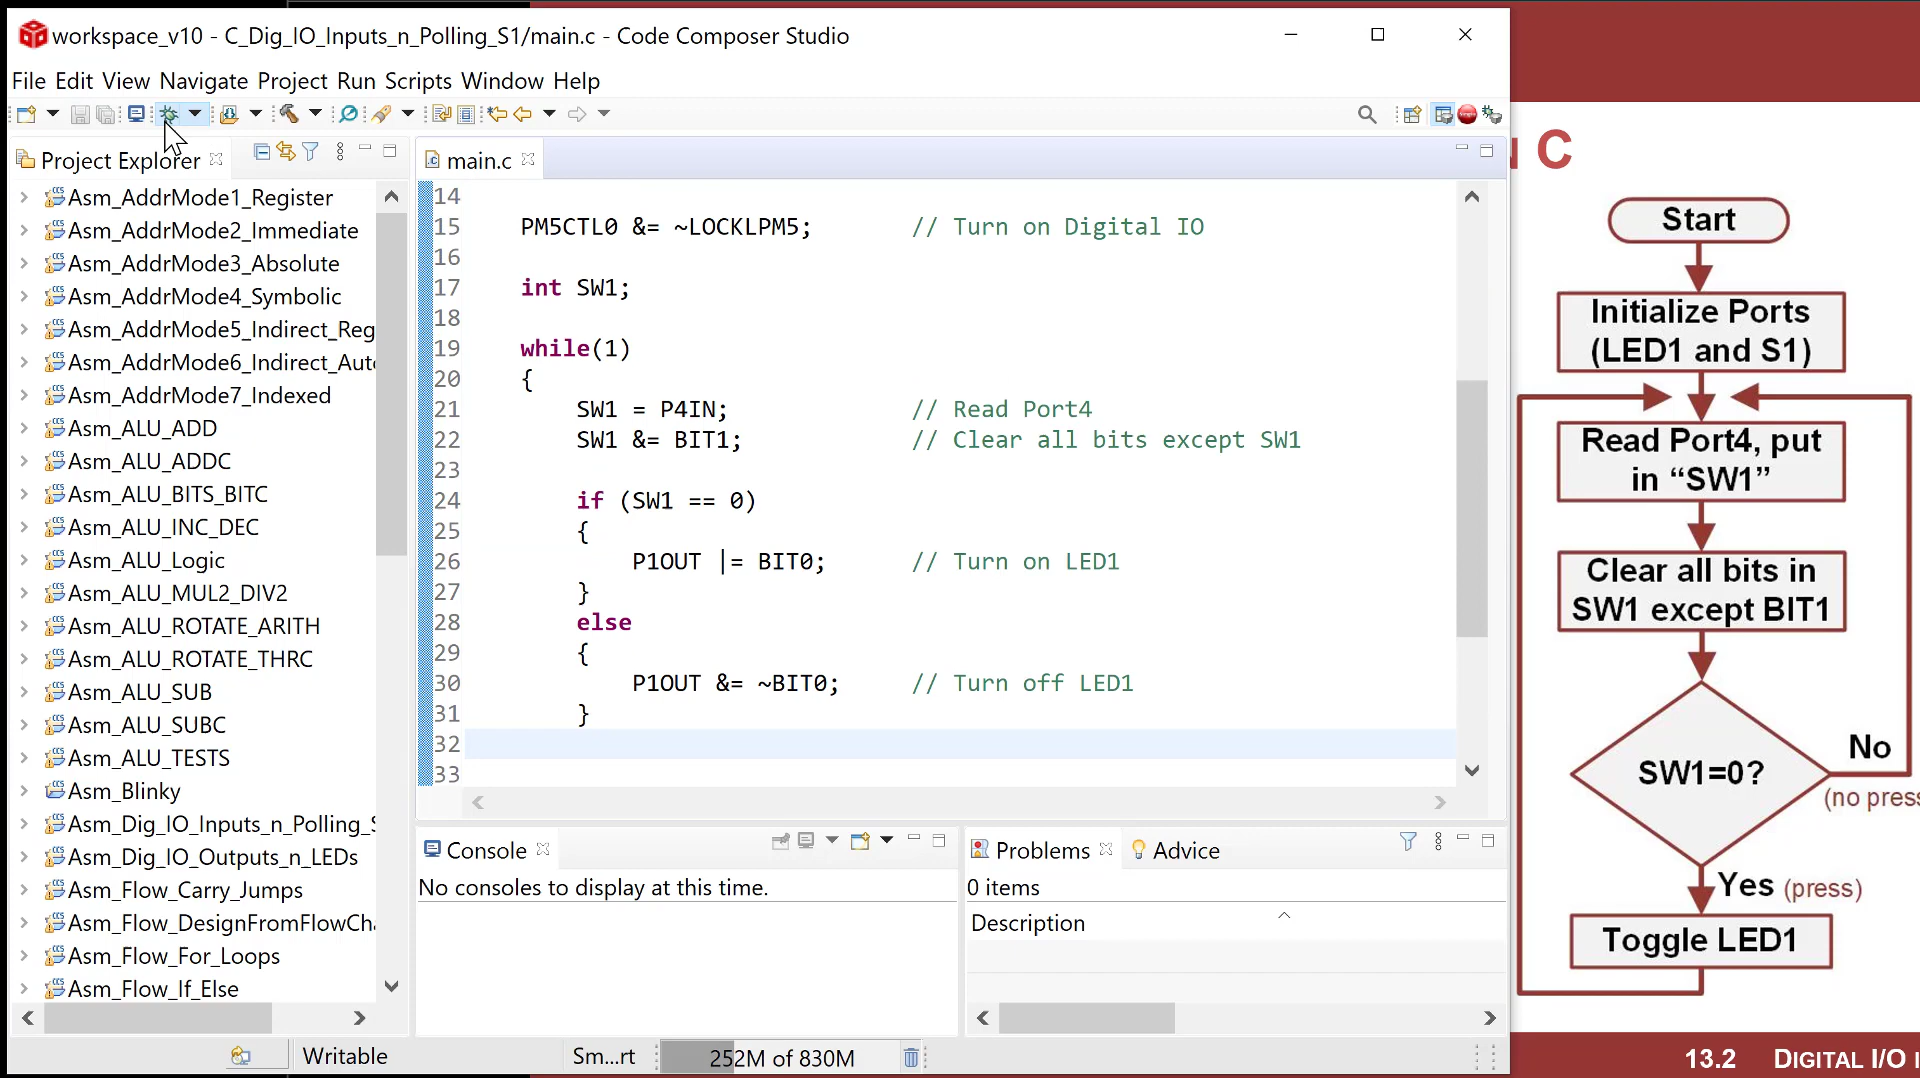 workspace_v10 - C_Dig_IO_Inputs_n_Polling_S1/main.c - Code Composer Studio
File Edit View Navigate Project Run Scripts Window Help
Project Explorer
Asm_AddrMode1_Register
Asm_AddrMode2_Immediate
Asm_AddrMode3_Absolute
Asm_AddrMode4_Symbolic
Asm_AddrMode5_Indirect_Reg
Asm_AddrMode6_Indirect_Aut
Asm_AddrMode7_Indexed
Asm_ALU_ADD
Asm_ALU_ADDC
Asm_ALU_BITS_BITC
Asm_ALU_INC_DEC
Asm_ALU_Logic
Asm_ALU_MUL2_DIV2
Asm_ALU_ROTATE_ARITH
Asm_ALU_ROTATE_THRC
Asm_ALU_SUB
Asm_ALU_SUBC
Asm_ALU_TESTS
Asm_Blinky
Asm_Dig_IO_Inputs_n_Polling_S
Asm_Dig_IO_Outputs_n_LEDs
Asm_Flow_Carry_Jumps
Asm_Flow_DesignFromFlowCh
Asm_Flow_For_Loops
Asm_Flow_If_Else
main.c
14
15 PM5CTL0 &= ~LOCKLPM5; // Turn on Digital IO
16
17 int SW1;
18
19 while(1)
20 {
21 SW1 = P4IN; // Read Port4
22 SW1 &= BIT1; // Clear all bits except SW1
23
24 if (SW1 == 0)
25 {
26 P1OUT |= BIT0; // Turn on LED1
27 }
28 else
29 {
30 P1OUT &= ~BIT0; // Turn off LED1
31 }
32
33
Console
No consoles to display at this time.
Problems Advice
0 items
Description
Writable Sm...rt 252M of 830M
C
Start
Initialize Ports
(LED1 and S1)
Read Port4, put
in “SW1”
Clear all bits in
SW1 except BIT1
SW1=0?
No
(no press
Yes (press)
Toggle LED1
13.2 DIGITAL I/O